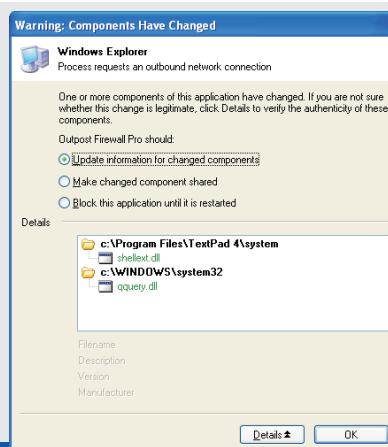 Warning: Components Have Changed
Windows Explorer
Process requests an outbound network connection
One or more components of this application have changed. If you are not sure
whether this change is legitimate, click Details to verify the authenticity of these
components.
Outpost Firewall Pro should:
Update information for changed components
Make changed component shared
Block this application until it is restarted
Details
c:\Program Files\TextPad 4\system
shellext.dll
c:\WINDOWS\system32
qquery.dll
Filename
Description
Version
Manufacturer
Details
OK